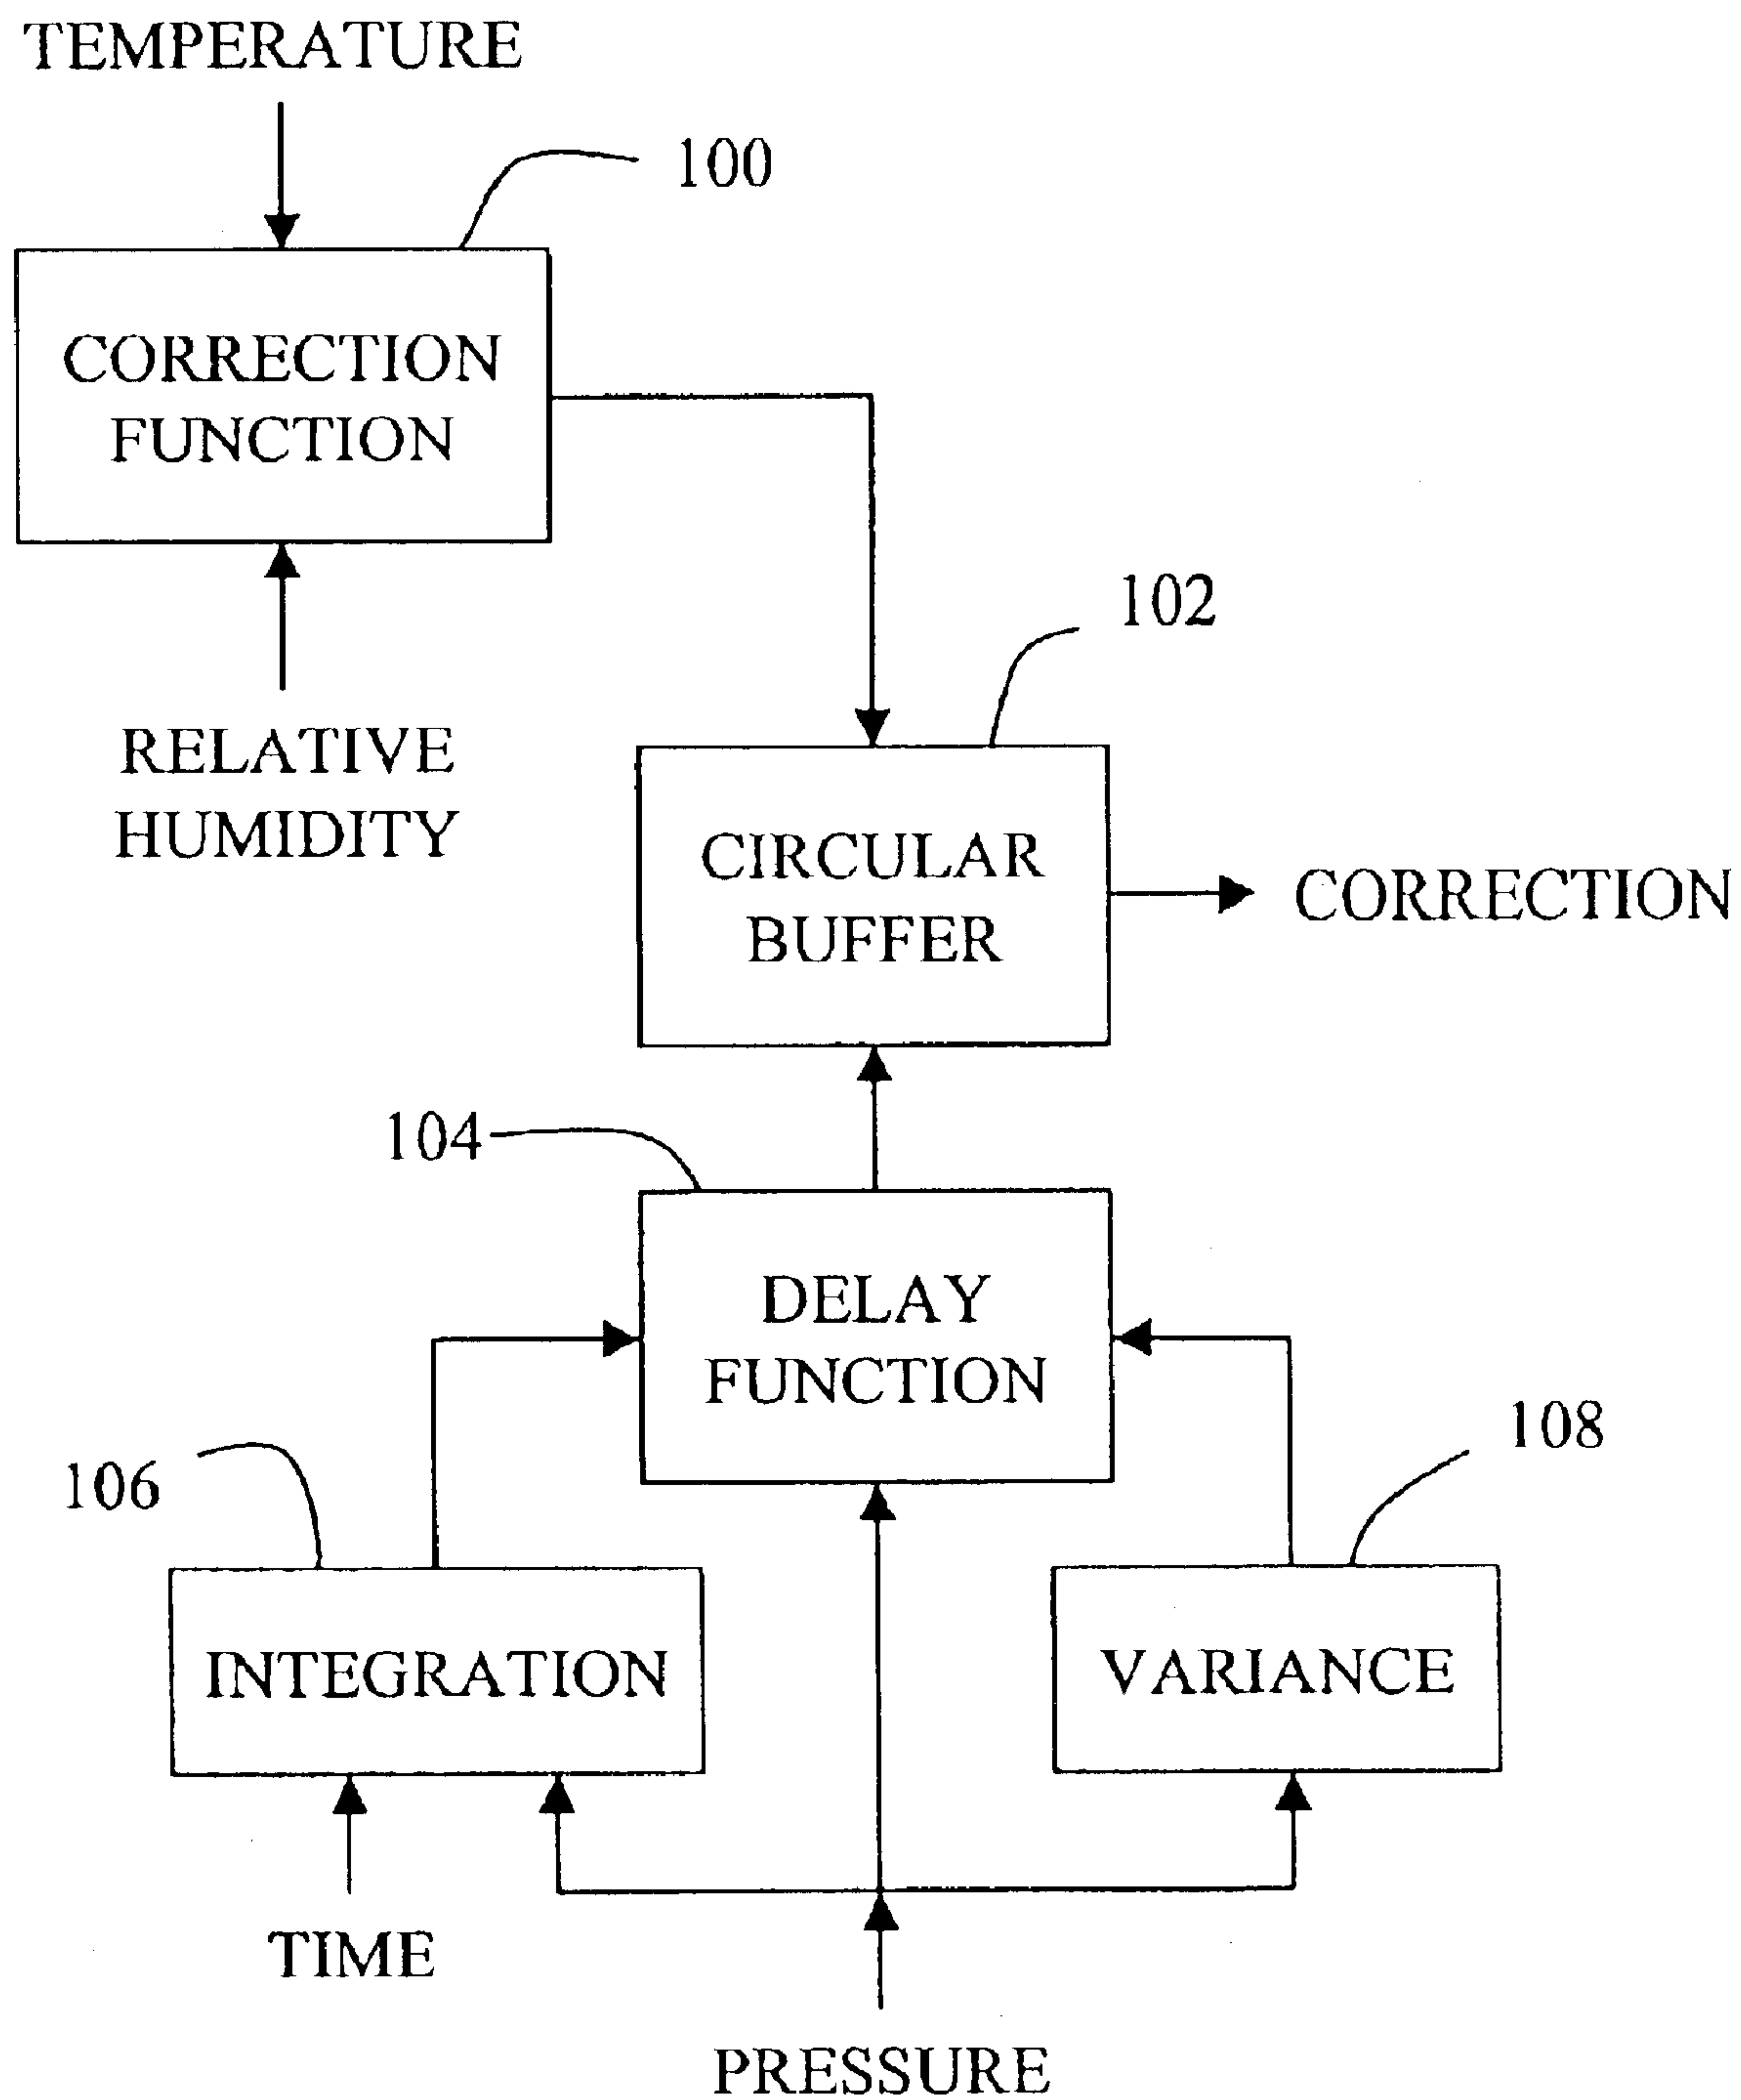 TEMPERATURE
100
CORRECTION
FUNCTION
RELATIVE
HUMIDITY
102
CIRCULAR
BUFFER
CORRECTION
104
DELAY
FUNCTION
106
108
INTEGRATION
VARIANCE
TIME
PRESSURE